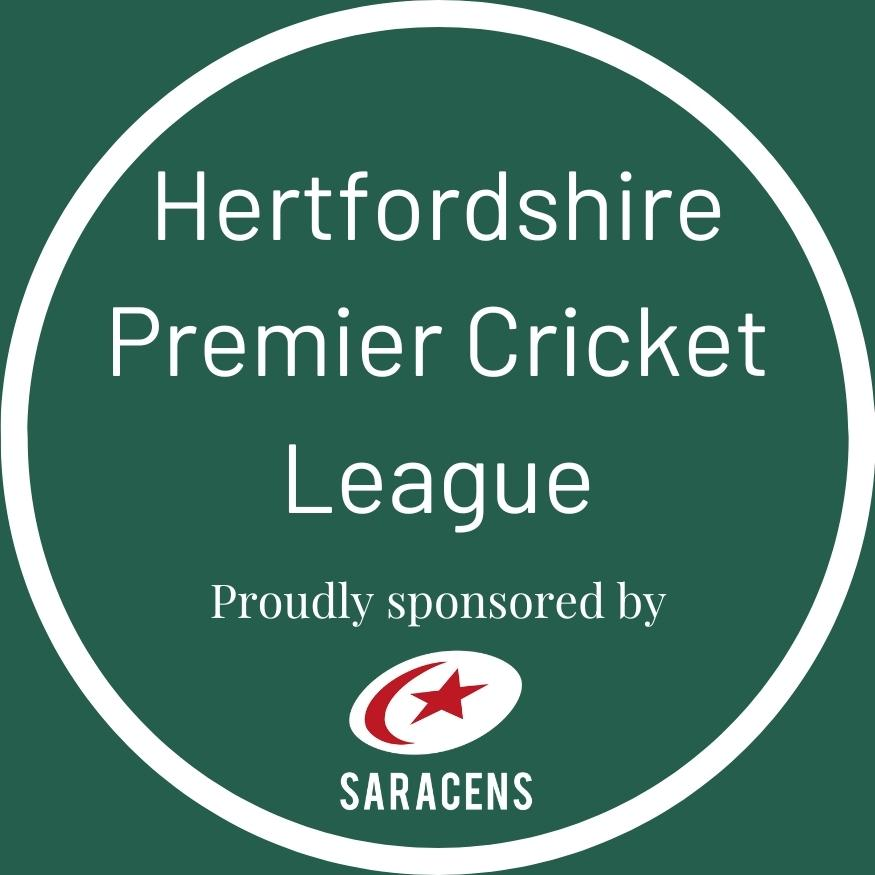 Hertfordshire
Premier Cricket
League
Proudly sponsored by
SARACENS